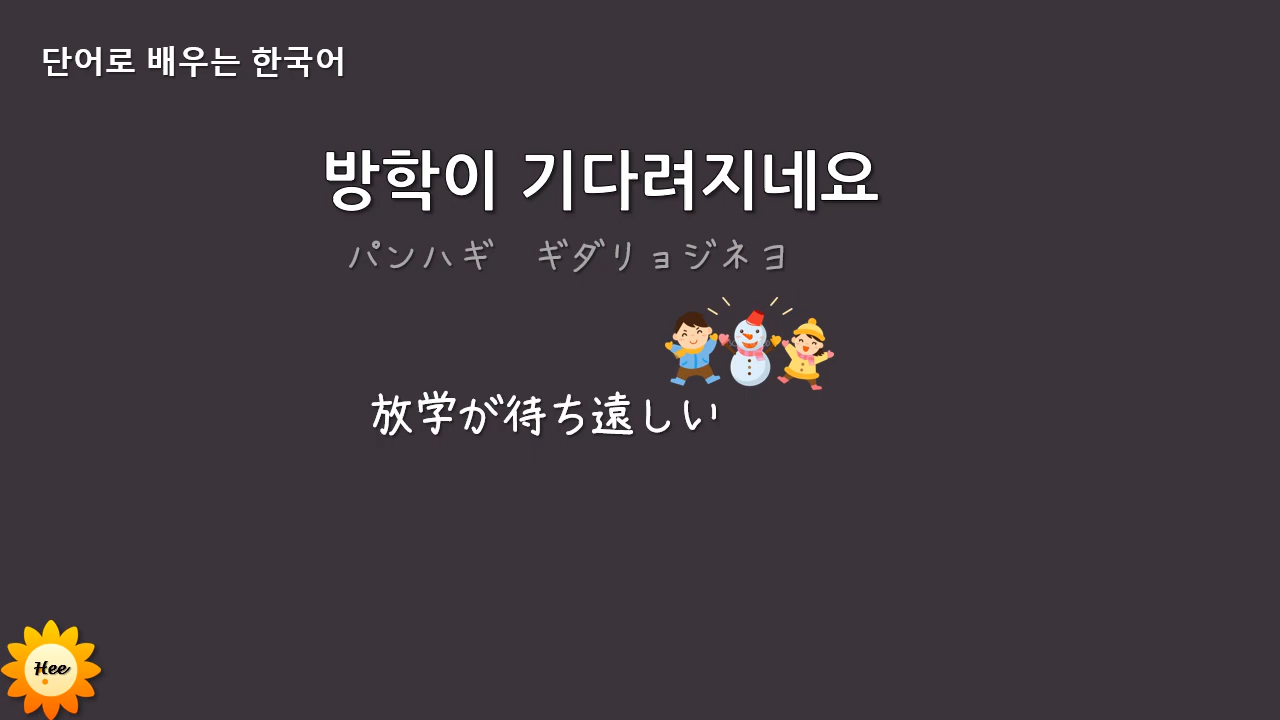 단어로 배우는 한국어
방학이 기다려지네요
パンハギ　ギダリョジネヨ
放学が待ち遠しい
Hee